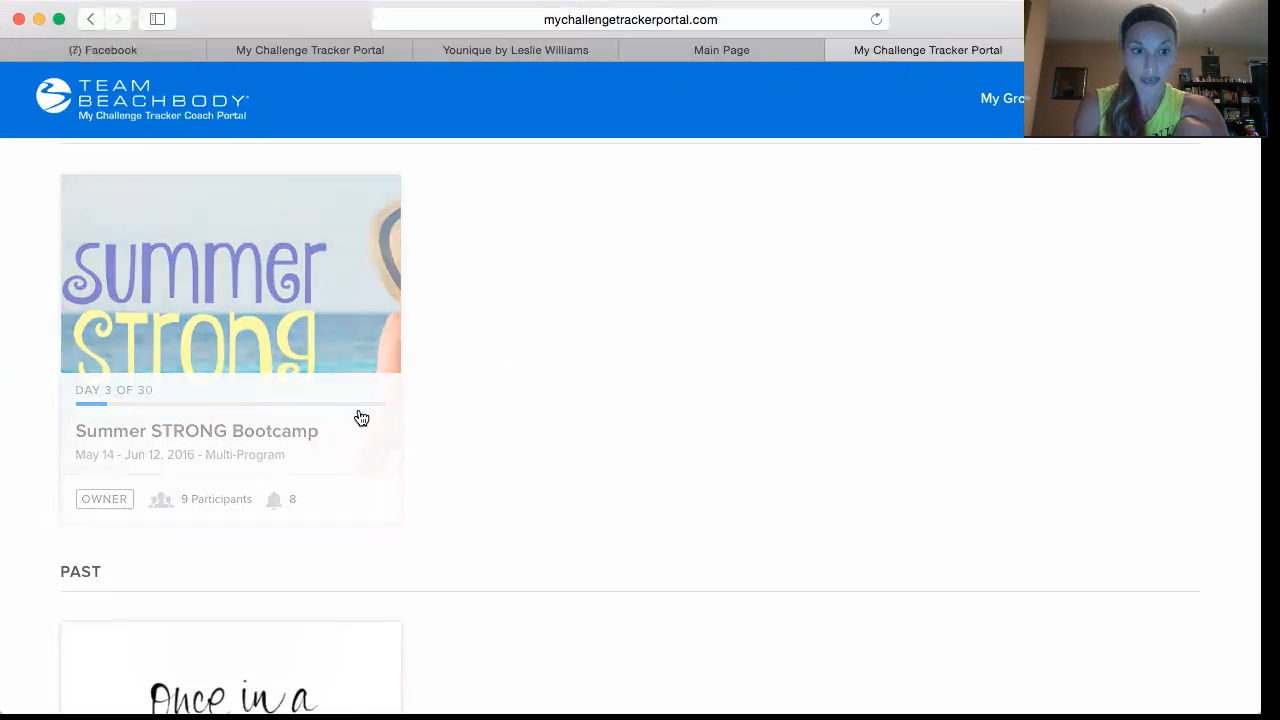 mychallengetrackerportal.com
(7) Facebook
My Challenge Tracker Portal
Younique by Leslie Williams
Main Page
My Challenge Tracker Portal
TEAM
BEACHBODY
My Challenge Tracker Coach Portal
My Gro
summer
strong
DAY 3 OF 30
Summer STRONG Bootcamp
May 14 - Jun 12, 2016 - Multi-Program
OWNER
9 Participants
8
PAST
Once in a